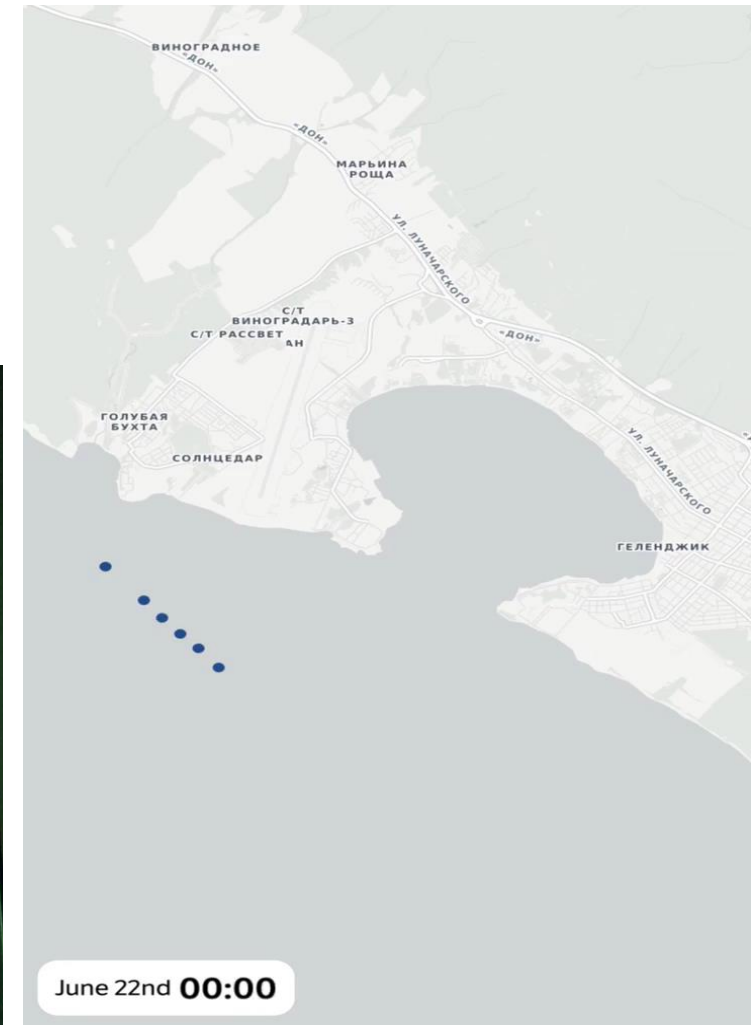 ВИНОГРАДНОЕ
«ДОН»
«ДОН»
МАРЬИНА
РОЩА
УЛ. ЛУНАЧАРСКОГО
С/Т
ВИНОГРАДАРЬ-3
С/Т РАССВЕТ
АН
«ДОН»
ГОЛУБАЯ
БУХТА
СОЛНЦЕДАР
УЛ. ЛУНАЧАРСКОГО
ГЕЛЕНДЖИК
June 22nd 00:00